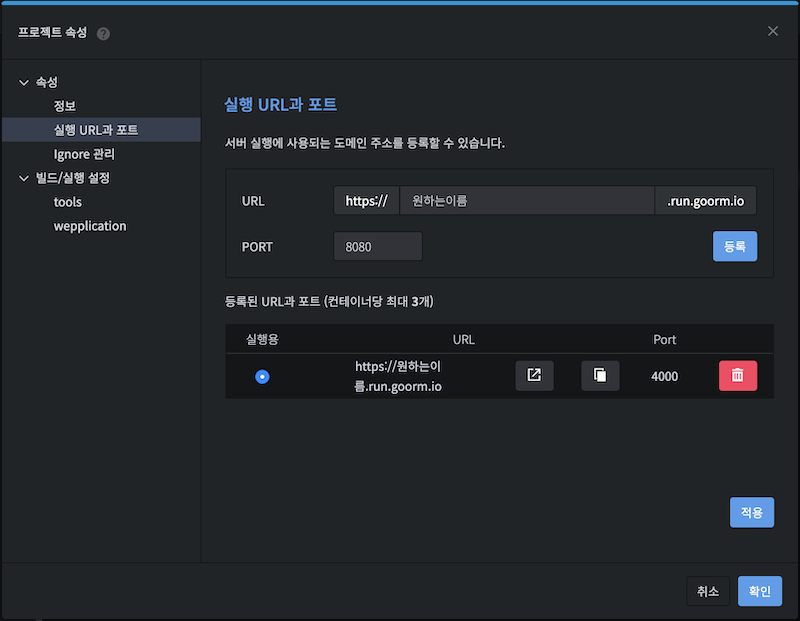 프로젝트 속성 ?
속성
정보
실행 URL과 포트
Ignore 관리
빌드/실행 설정
tools
wepplication
실행 URL과 포트
서버 실행에 사용되는 도메인 주소를 등록할 수 있습니다.
URL https:// 원하는이름 .run.goorm.io
PORT 8080 등록
등록된 URL과 포트 (컨테이너당 최대 3개)
실행용 URL Port
https://원하는이
름.run.goorm.io
4000
적용
취소 확인